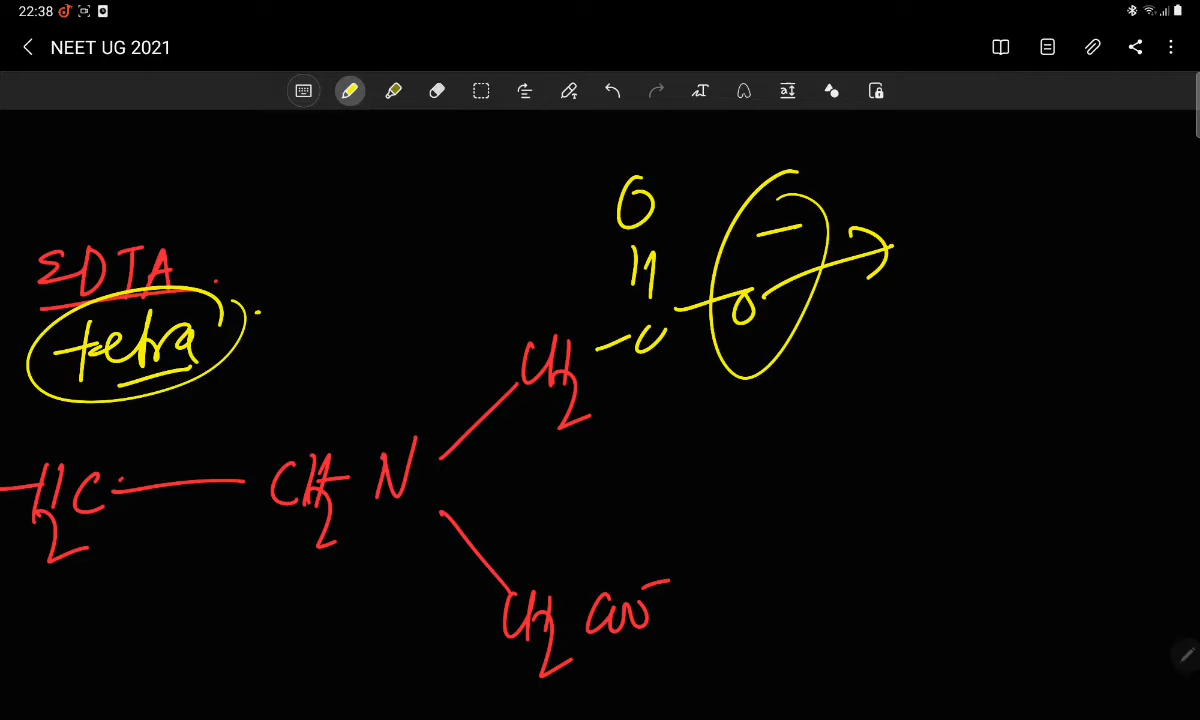 22:38
NEET UG 2021
EDTA
tetra
O
||
CH2 - C - O −
H2C — CH2 N
CH2 COO−